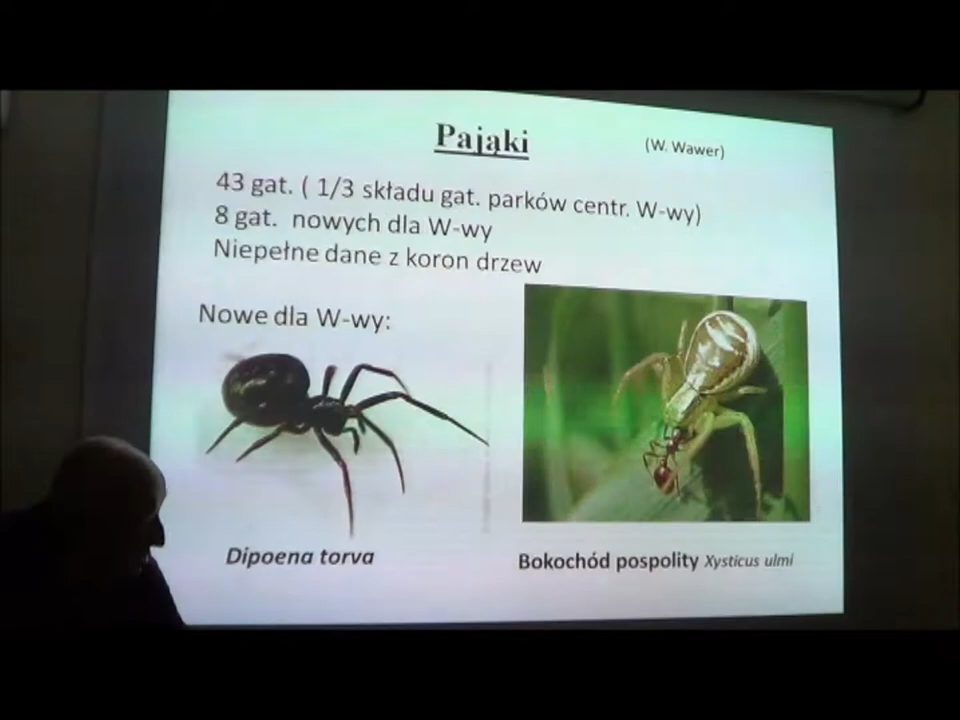 Pająki
(W. Wawer)
43 gat. ( 1/3 składu gat. parków centr. W-wy)
8 gat. nowych dla W-wy
Niepełne dane z koron drzew
Nowe dla W-wy:
Dipoena torva
Bokochód pospolity Xysticus ulmi